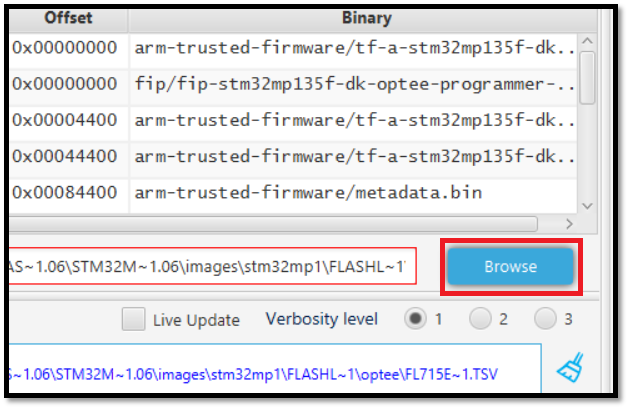 Offset Binary
0x00000000 arm-trusted-firmware/tf-a-stm32mp135f-dk..
0x00000000 fip/fip-stm32mp135f-dk-optee-programmer-..
0x00004400 arm-trusted-firmware/tf-a-stm32mp135f-dk..
0x00044400 arm-trusted-firmware/tf-a-stm32mp135f-dk..
0x00084400 arm-trusted-firmware/metadata.bin
AS~1.06\STM32M~1.06\images\stm32mp1\FLASHL~1\ Browse
Live Update Verbosity level 1 2 3
S~1.06\STM32M~1.06\images\stm32mp1\FLASHL~1\optee\FL715E~1.TSV